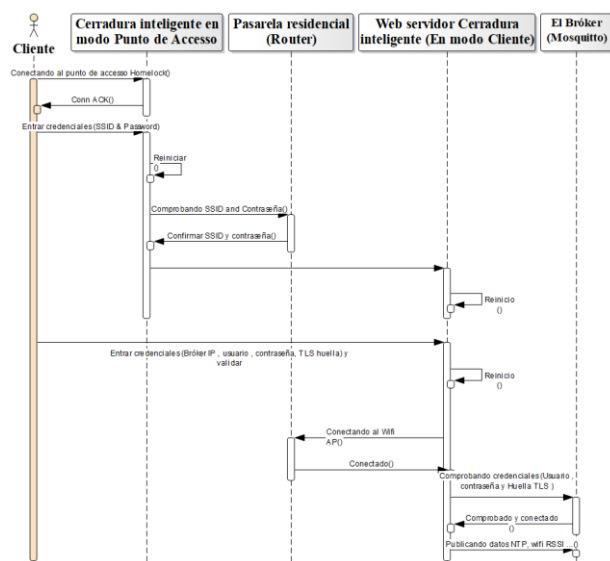 Cliente
Cerradura inteligente en
modo Punto de Acceso
Pasarela residencial
(Router)
Web servidor Cerradura
inteligente (En modo Cliente)
El Bróker
(Mosquitto)
Conectando al punto de accesso Homelock()
Conn ACK()
Entrar credenciales(SSID & Password)
Reiniciar
()
Comprobando SSID and Contraseña()
Confirmar SSID y contraseña()
Reinicio
()
Entrar credenciales(Bróker IP , usuario , contraseña, TLS huella) y
validar
Reinicio
()
Conectando al Wifi
AP()
Conectado()
Comprobando credenciales(Usuario ,
contraseña y Huella TLS )
Comprobado y conectado
()
Publicando datos NTP, wifi RSSI ...()